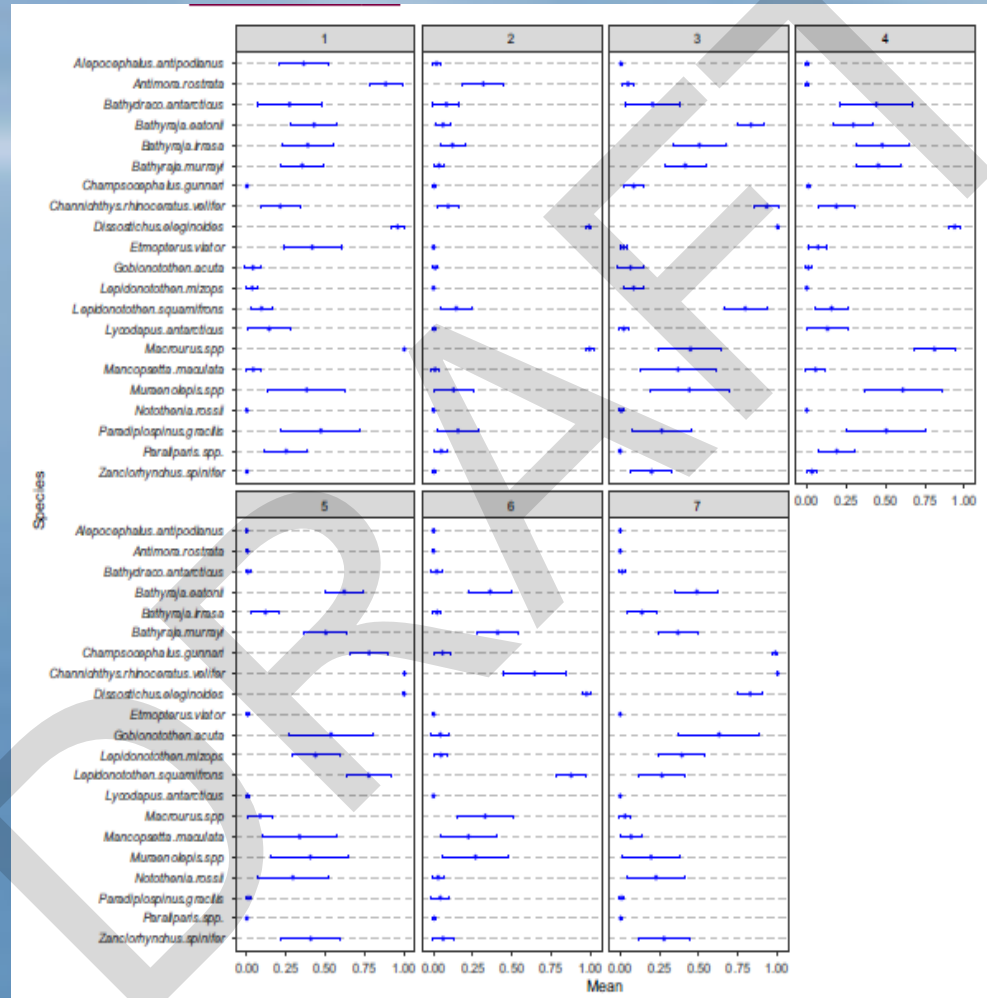 1 2 3 4
Alepocephalus.antipodianus
Antimora.rostrata
Bathydraco.antarcticus
Bathyraja.eatonii
Bathyraja.irrasa
Bathyraja.murrayi
Champsocephalus.gunnari
Channichthys.rhinoceratus.velifer
Dissostichus.eleginoides
Etmopterus.viator
Gobionotothen.acuta
Lepidonotothen.mizops
Lepidonotothen.squamifrons
Lycodapus.antarcticus
Macrourus.spp
Mancopsetta.maculata
Muraenolepis.spp
Notothenia.rossii
Paradiplospinus.gracilis
Paraliparis.spp.
Zanclorhynchus.spinifer
0.00 0.25 0.50 0.75 1.00
Species
5 6 7
Alepocephalus.antipodianus
Antimora.rostrata
Bathydraco.antarcticus
Bathyraja.eatonii
Bathyraja.irrasa
Bathyraja.murrayi
Champsocephalus.gunnari
Channichthys.rhinoceratus.velifer
Dissostichus.eleginoides
Etmopterus.viator
Gobionotothen.acuta
Lepidonotothen.mizops
Lepidonotothen.squamifrons
Lycodapus.antarcticus
Macrourus.spp
Mancopsetta.maculata
Muraenolepis.spp
Notothenia.rossii
Paradiplospinus.gracilis
Paraliparis.spp.
Zanclorhynchus.spinifer
0.00 0.25 0.50 0.75 1.00 0.00 0.25 0.50 0.75 1.00 0.00 0.25 0.50 0.75 1.00
Mean
DRAFT